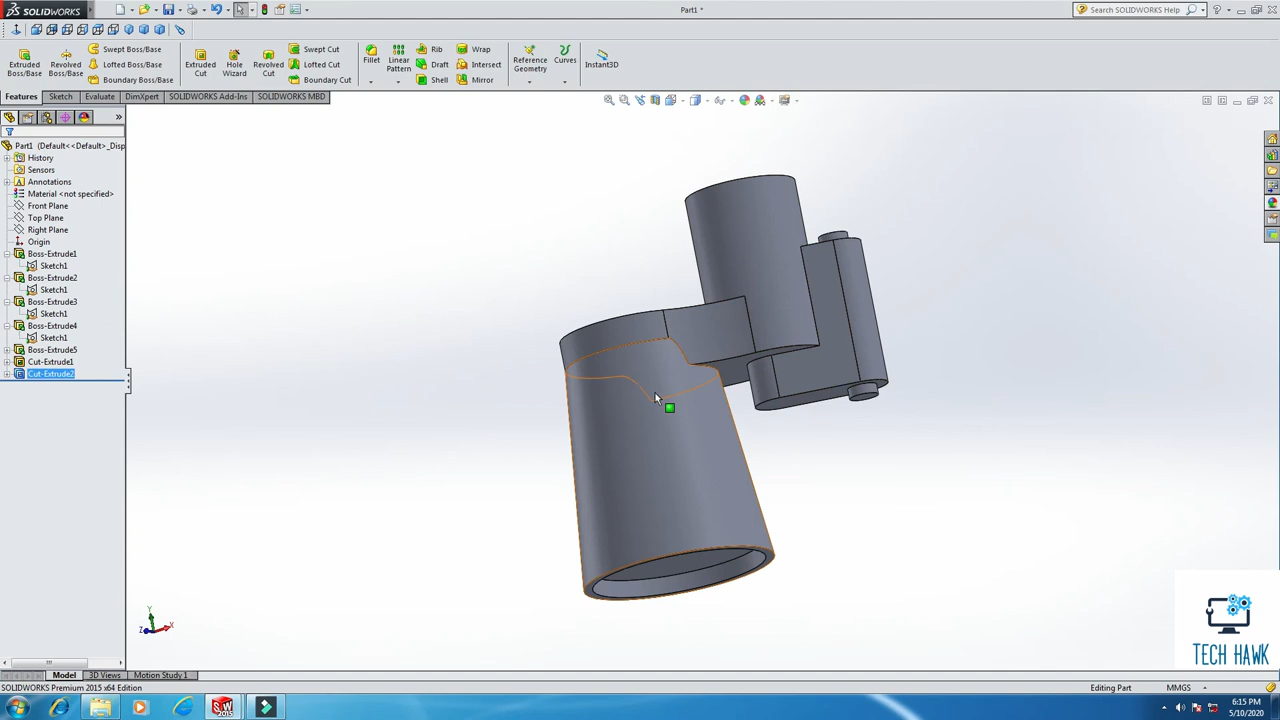 SOLIDWORKS
Part1 *
Search SOLIDWORKS Help
Extruded Boss/Base
Revolved Boss/Base
Swept Boss/Base
Lofted Boss/Base
Boundary Boss/Base
Extruded Cut
Hole Wizard
Revolved Cut
Swept Cut
Lofted Cut
Boundary Cut
Fillet
Linear Pattern
Rib
Draft
Shell
Wrap
Intersect
Mirror
Reference Geometry
Curves
Instant3D
Features
Sketch
Evaluate
DimXpert
SOLIDWORKS Add-Ins
SOLIDWORKS MBD
Part1 (Default<<Default>_Disp
History
Sensors
Annotations
Material <not specified>
Front Plane
Top Plane
Right Plane
Origin
Boss-Extrude1
Sketch1
Boss-Extrude2
Sketch1
Boss-Extrude3
Sketch1
Boss-Extrude4
Sketch1
Boss-Extrude5
Cut-Extrude1
Cut-Extrude2
Y
X
Z
TECH HAWK
Model
3D Views
Motion Study 1
SOLIDWORKS Premium 2015 x64 Edition
Editing Part
MMGS
6:15 PM
5/10/2020